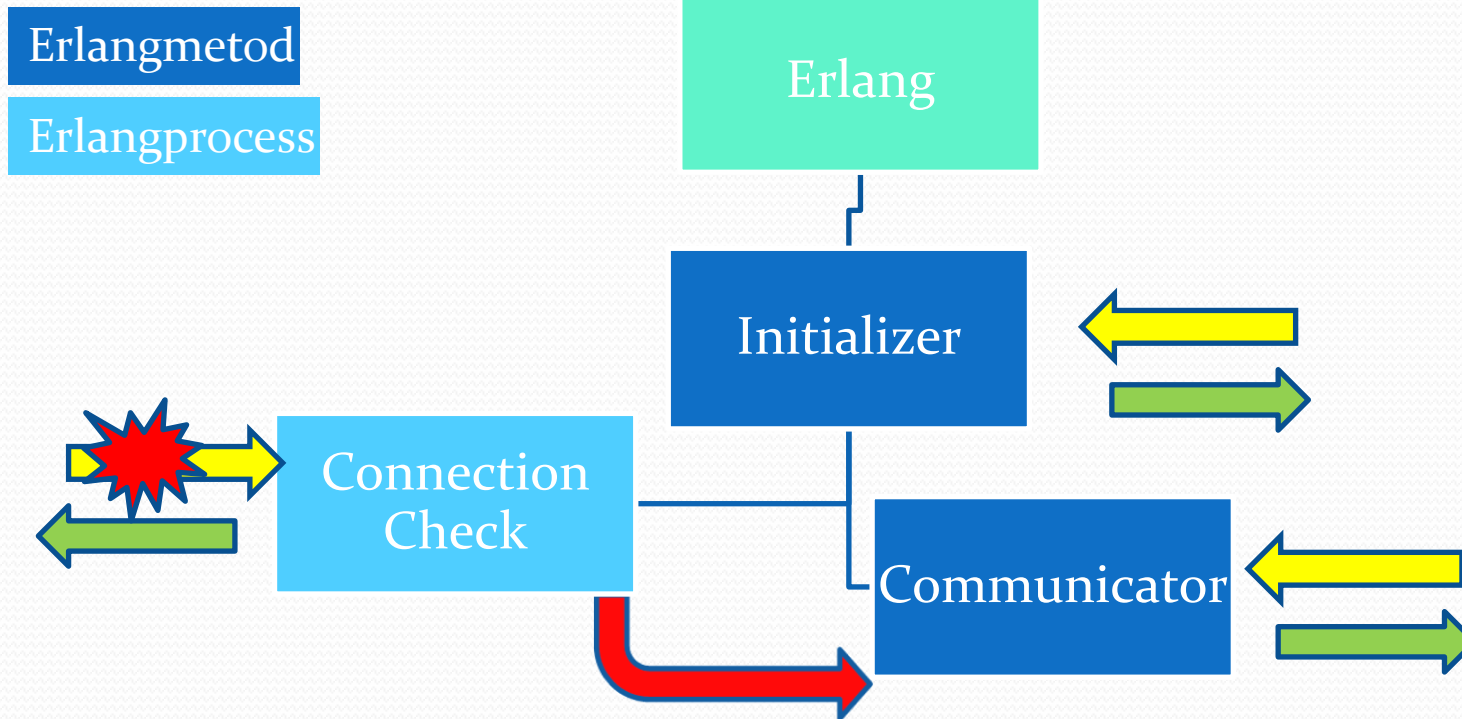 Erlangmetod
Erlangprocess
Erlang
Initializer
Connection
Check
Communicator